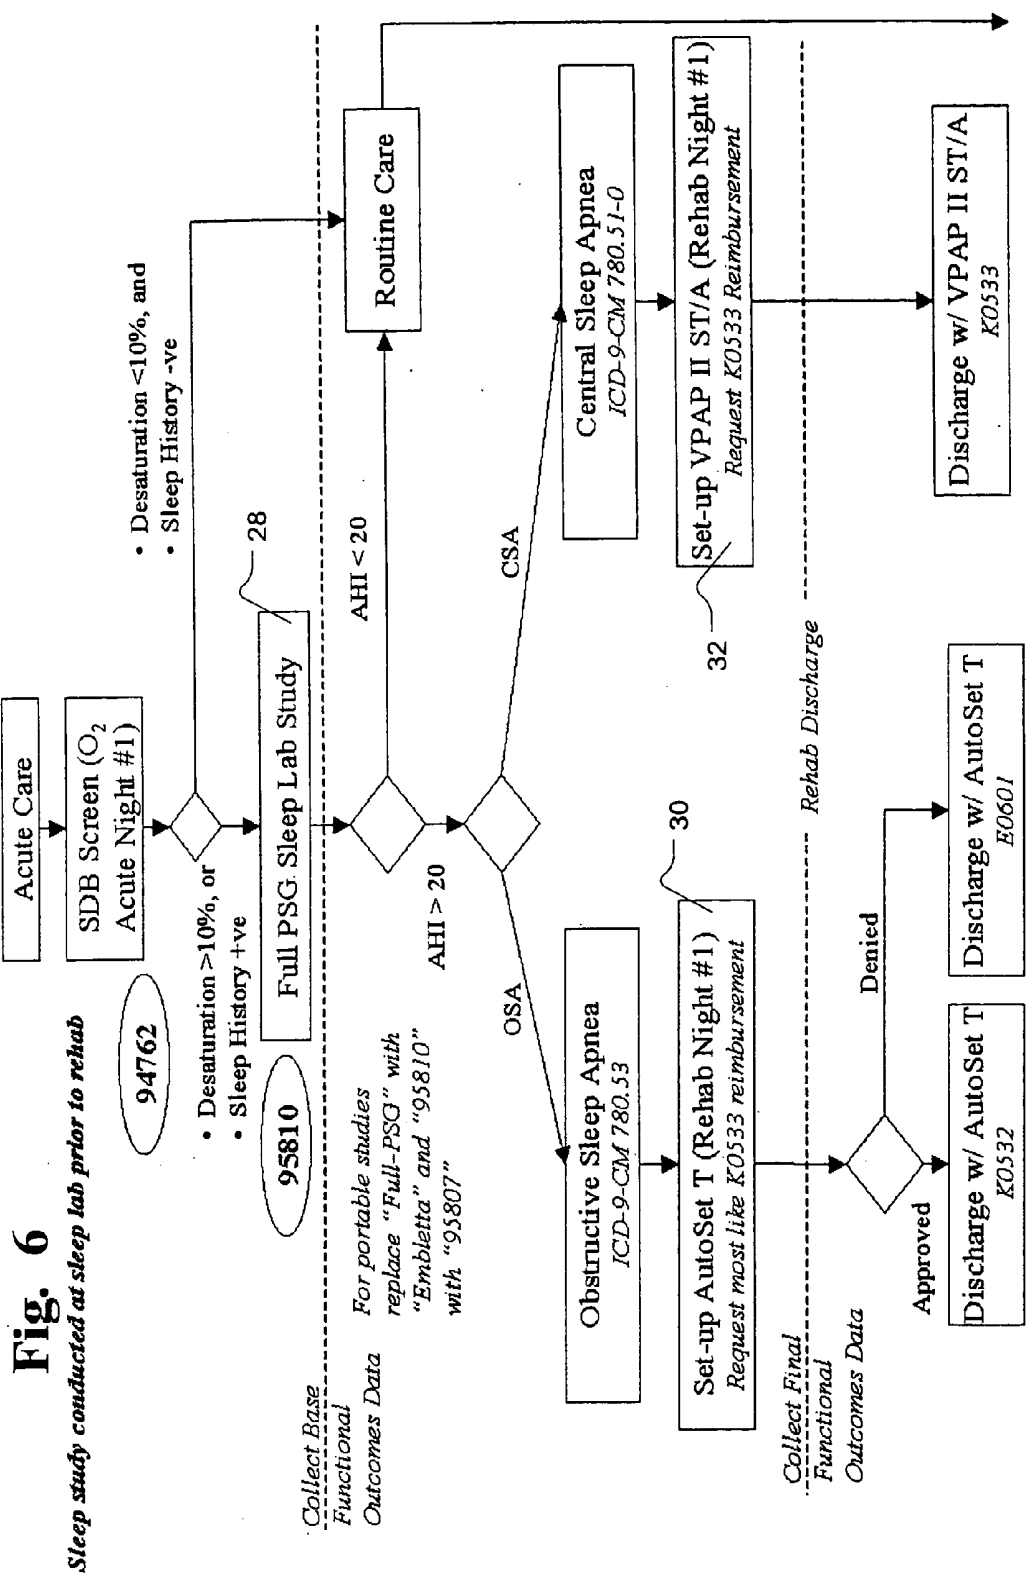 Fig. 6
Sleep study conducted at sleep lab prior to rehab
Acute Care
SDB Screen (O2
Acute Night #1)
94762
• Desaturation <10%, and
• Sleep History -ve
• Desaturation >10%, or
• Sleep History +ve
95810
Full PSG Sleep Lab Study
28
Collect Base
Functional
Outcomes Data
For portable studies
replace "Full-PSG" with
"Embletta" and "95810"
with "95807"
AHI < 20
Routine Care
AHI > 20
OSA
CSA
Obstructive Sleep Apnea
ICD-9-CM 780.53
Central Sleep Apnea
ICD-9-CM 780.51-0
Set-up AutoSet T (Rehab Night #1)
Request most like K0533 reimbursement
30
Set-up VPAP II ST/A (Rehab Night #1)
Request K0533 Reimbursement
32
Collect Final
Functional
Outcomes Data
Rehab Discharge
Approved
Denied
Discharge w/ AutoSet T
K0532
Discharge w/ AutoSet T
E0601
Discharge w/ VPAP II ST/A
K0533